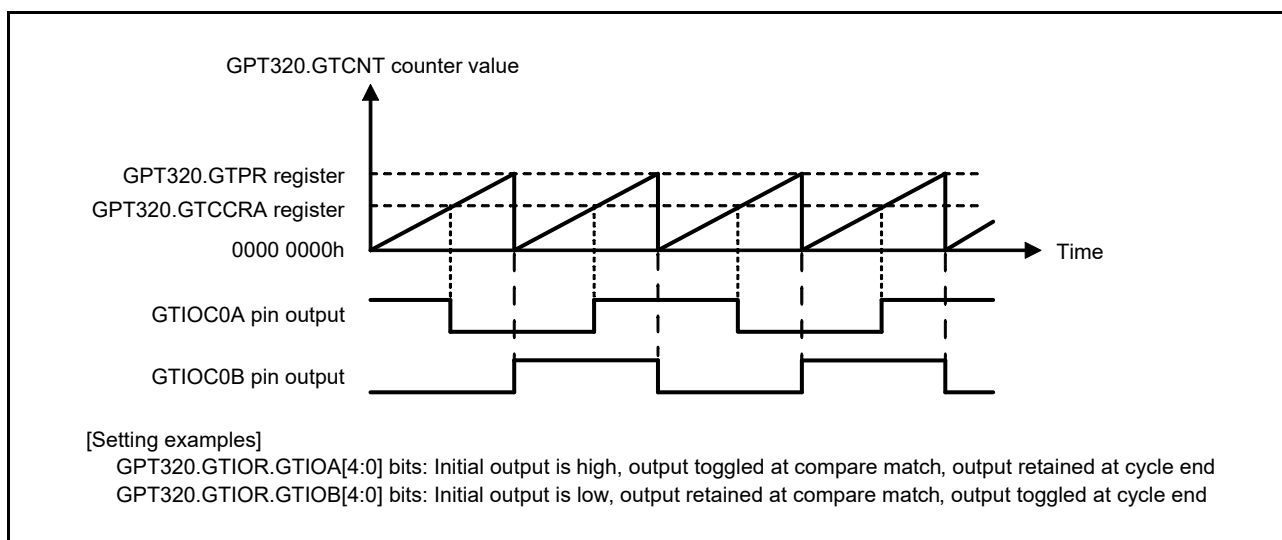 GPT320.GTCNT counter value
GPT320.GTPR register
GPT320.GTCCRA register
0000 0000h
Time
GTIOC0A pin output
GTIOC0B pin output
[Setting examples]
GPT320.GTIOR.GTIOA[4:0] bits: Initial output is high, output toggled at compare match, output retained at cycle end
GPT320.GTIOR.GTIOB[4:0] bits: Initial output is low, output retained at compare match, output toggled at cycle end